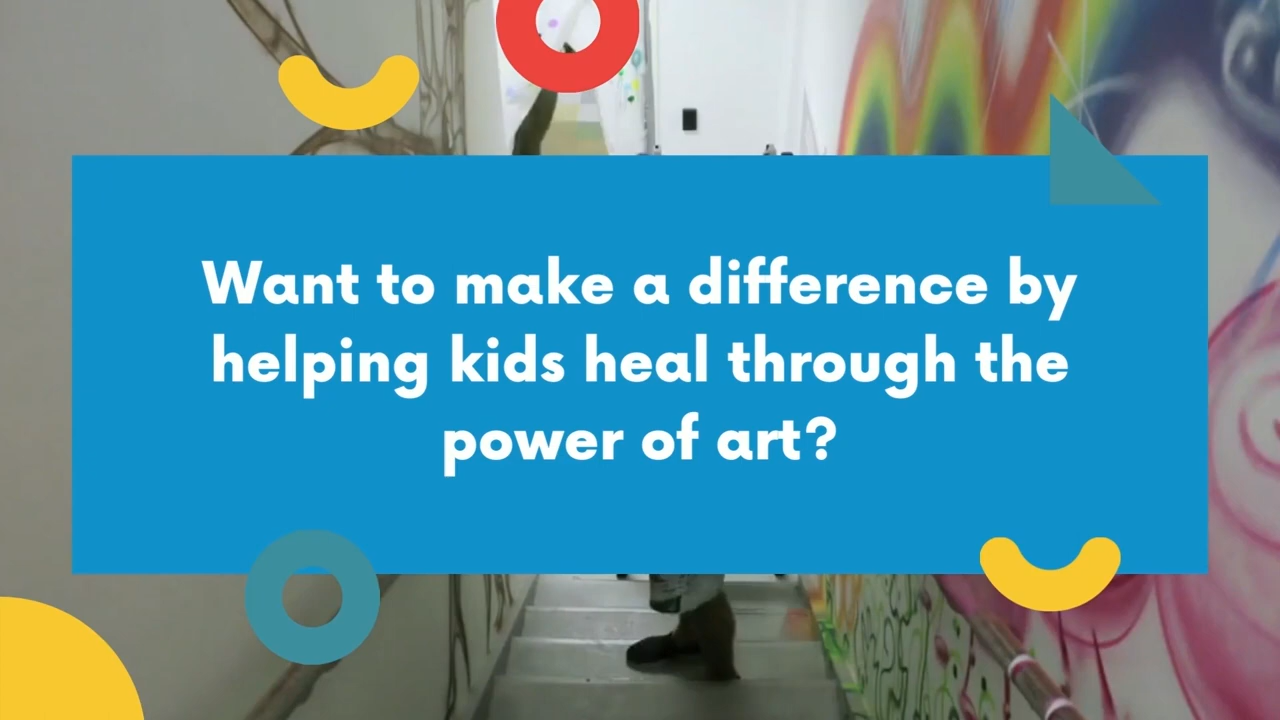 Want to make a difference by
helping kids heal through the
power of art?